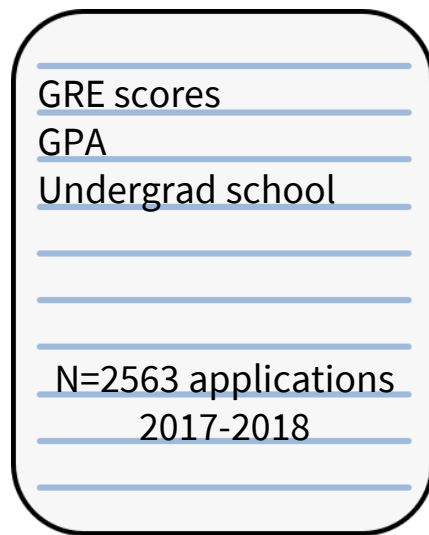 GRE scores
GPA
Undergrad school
N=2563 applications
2017-2018